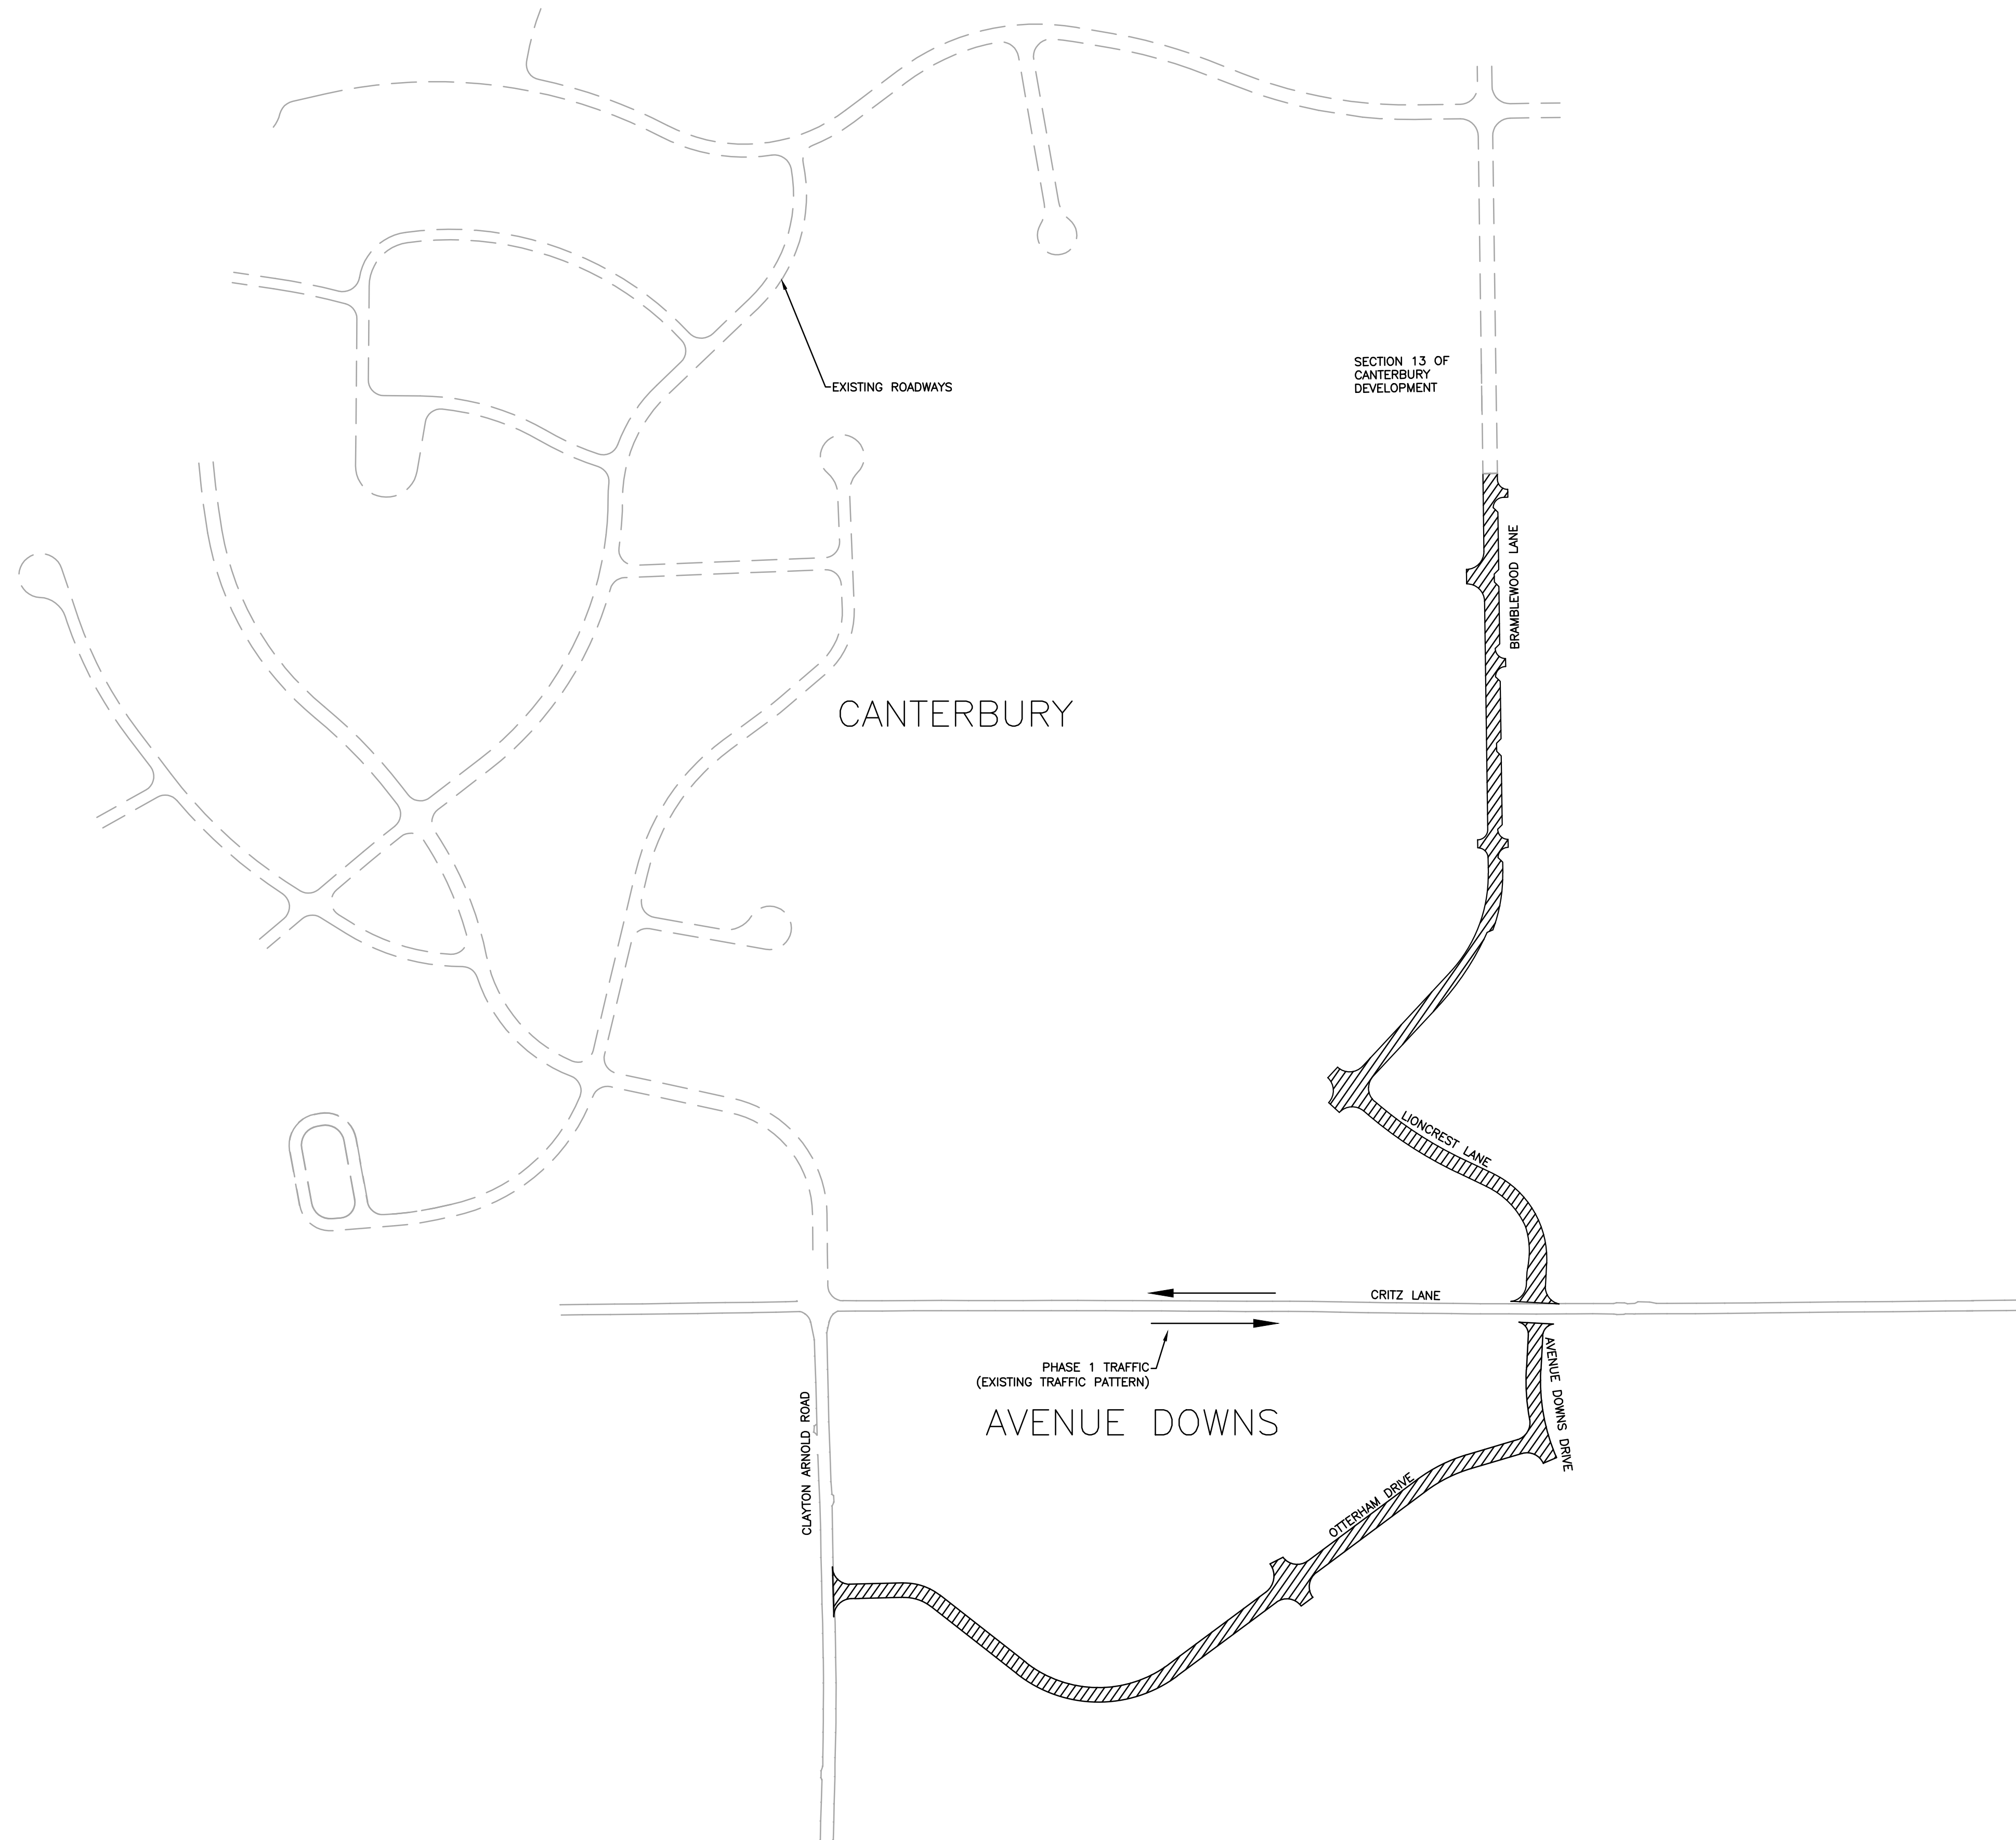 EXISTING ROADWAYS
SECTION 13 OF
CANTERBURY
DEVELOPMENT
BRAMBLEWOOD LANE
CANTERBURY
LIONCREST LANE
CRITZ LANE
PHASE 1 TRAFFIC
(EXISTING TRAFFIC PATTERN)
AVENUE DOWNS
AVENUE DOWNS DRIVE
CLAYTON ARNOLD ROAD
OTTERHAM DRIVE